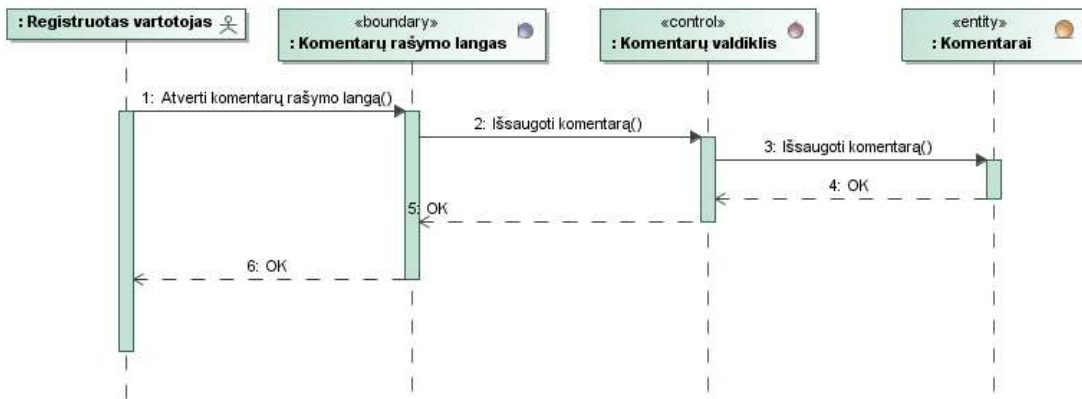 : Registruotas vartotojas
«boundary»
: Komentarų rašymo langas
«control»
: Komentarų valdiklis
«entity»
: Komentarai
1: Atverti komentarų rašymo langą()
2: Išsaugoti komentarą()
3: Išsaugoti komentarą()
4: OK
5: OK
6: OK